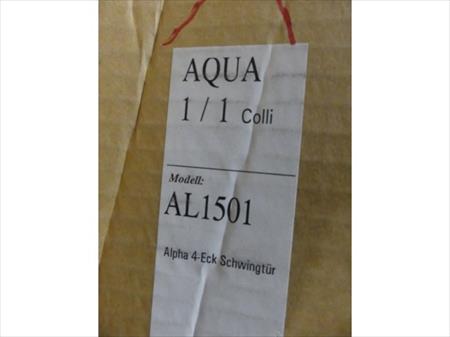 AQUA
1 / 1 Colli
Modell:
AL1501
Alpha 4-Eck Schwingtür